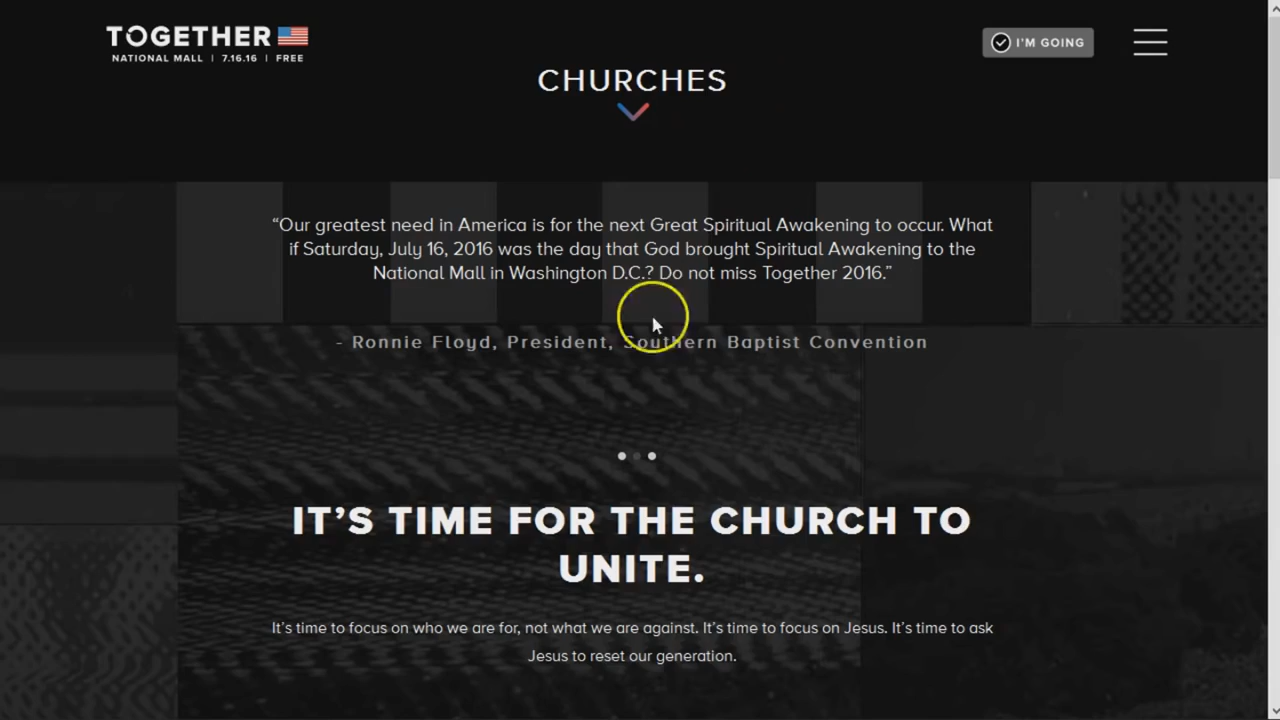 TOGETHER
NATIONAL MALL | 7.16.16 | FREE
I'M GOING
CHURCHES
“Our greatest need in America is for the next Great Spiritual Awakening to occur. What
if Saturday, July 16, 2016 was the day that God brought Spiritual Awakening to the
National Mall in Washington D.C.? Do not miss Together 2016.”
- Ronnie Floyd, President, Southern Baptist Convention
IT’S TIME FOR THE CHURCH TO
UNITE.
It’s time to focus on who we are for, not what we are against. It’s time to focus on Jesus. It’s time to ask
Jesus to reset our generation.